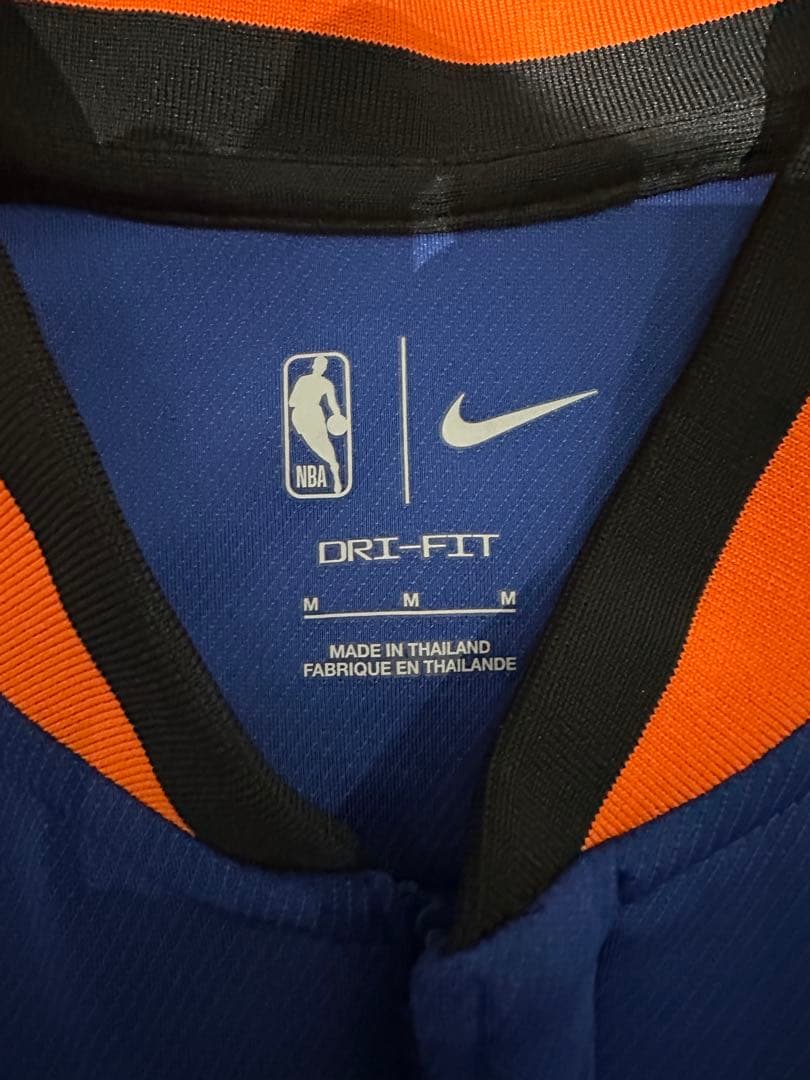 NBA
DRI-FIT
M M M
MADE IN THAILAND
FABRIQUE EN THAILANDE